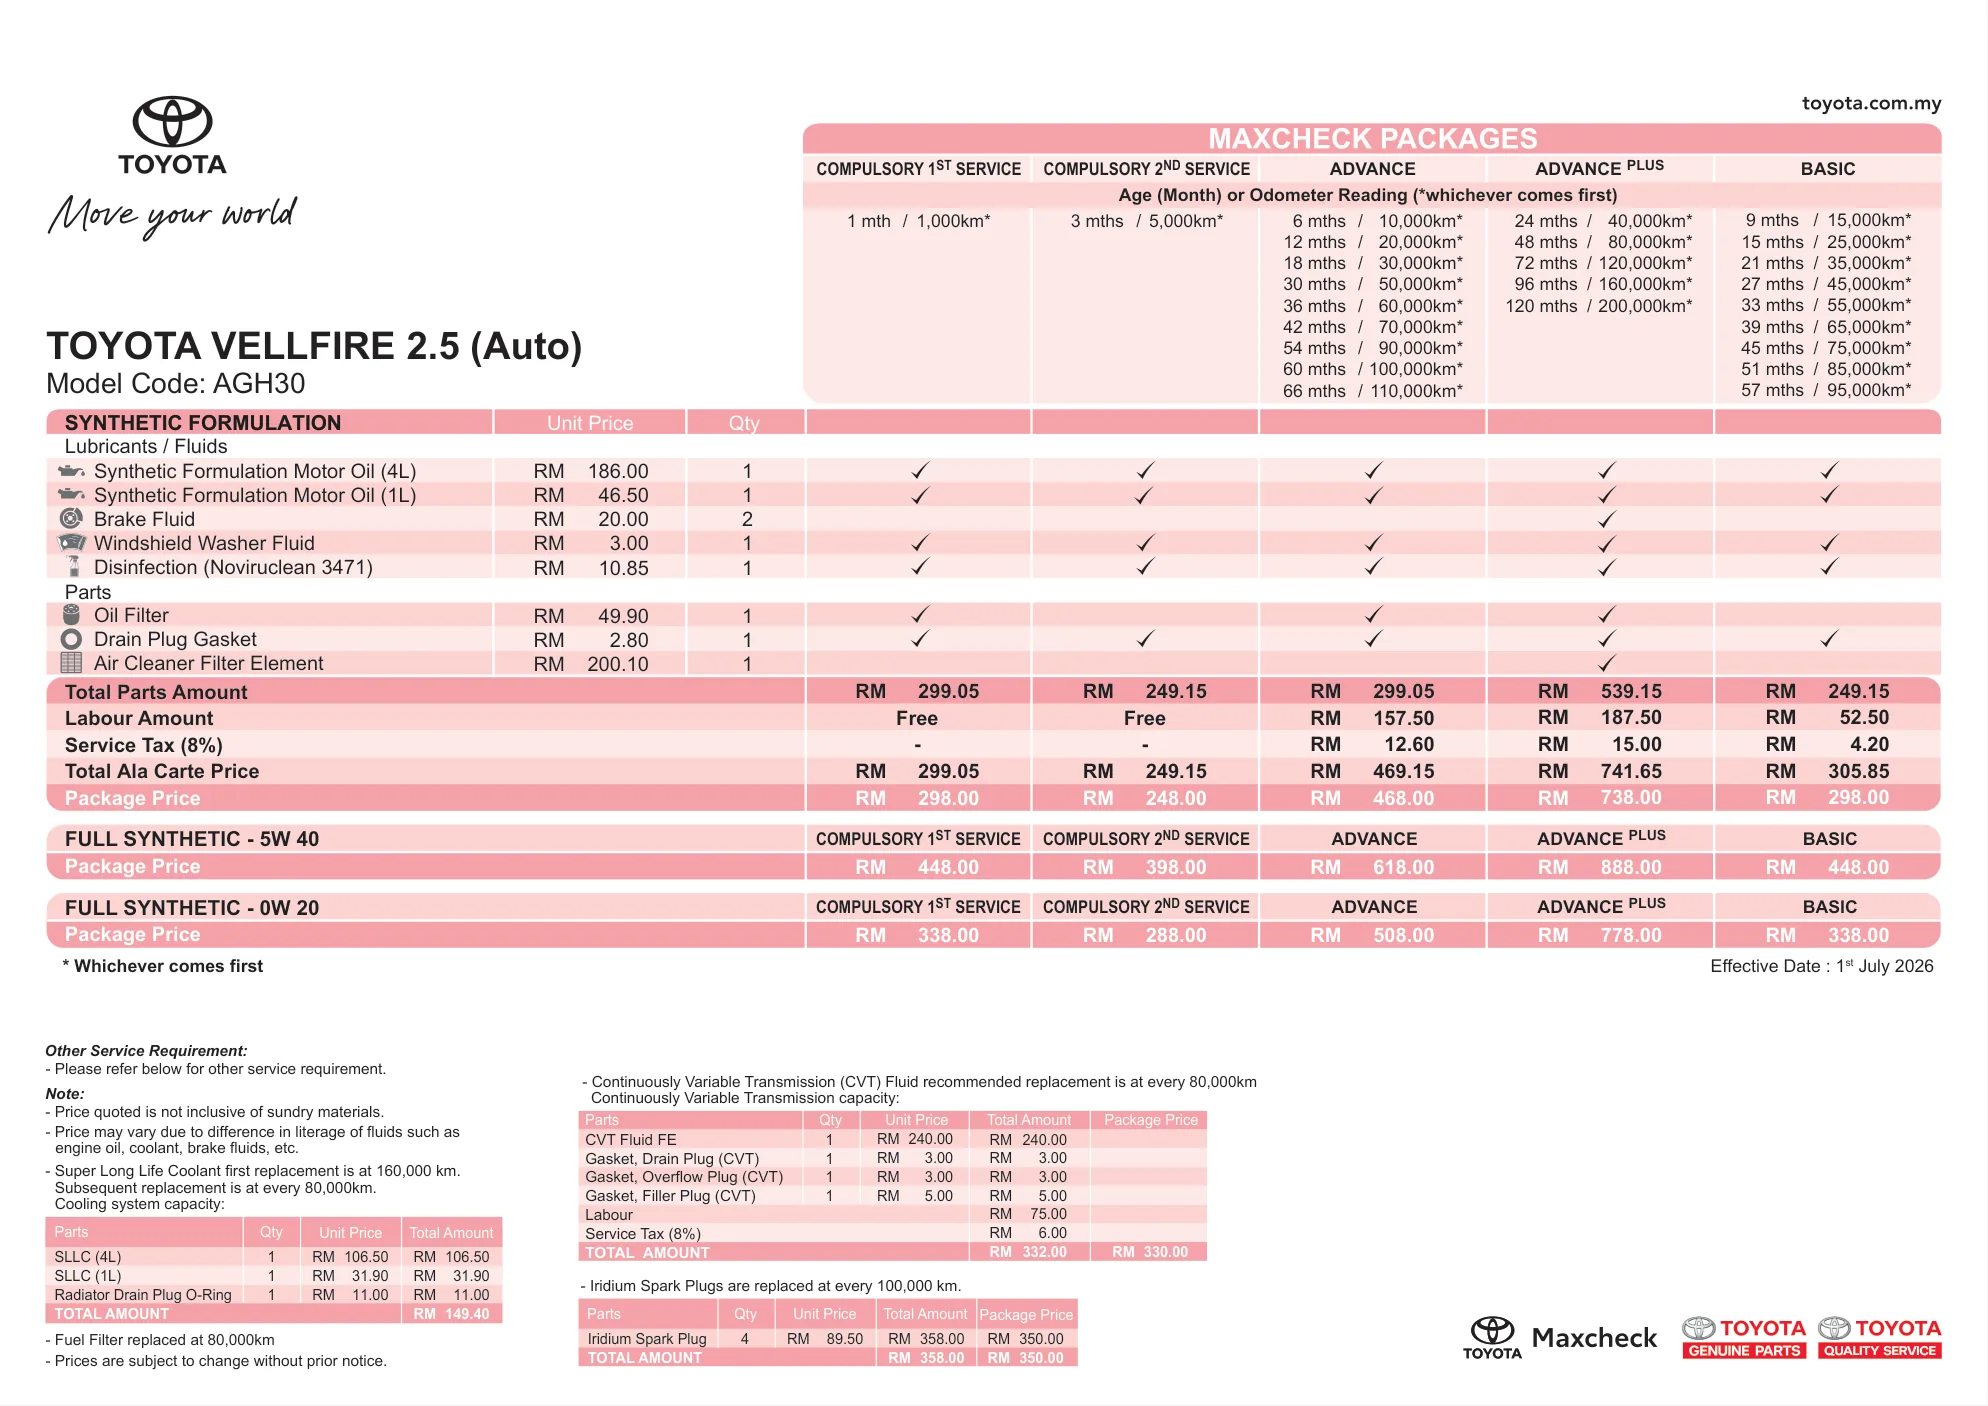 toyota.com.my
TOYOTA
Move your world
TOYOTA VELLFIRE 2.5 (Auto)
Model Code: AGH30
MAXCHECK PACKAGES
COMPULSORY 1ST SERVICE COMPULSORY 2ND SERVICE ADVANCE ADVANCE PLUS BASIC
Age (Month) or Odometer Reading (*whichever comes first)
1 mth / 1,000km* 3 mths / 5,000km* 6 mths / 10,000km* 24 mths / 40,000km* 9 mths / 15,000km*
12 mths / 20,000km* 48 mths / 80,000km* 15 mths / 25,000km*
18 mths / 30,000km* 72 mths / 120,000km* 21 mths / 35,000km*
30 mths / 50,000km* 96 mths / 160,000km* 27 mths / 45,000km*
36 mths / 60,000km* 120 mths / 200,000km* 33 mths / 55,000km*
42 mths / 70,000km* 39 mths / 65,000km*
54 mths / 90,000km* 45 mths / 75,000km*
60 mths / 100,000km* 51 mths / 85,000km*
66 mths / 110,000km* 57 mths / 95,000km*
SYNTHETIC FORMULATION Unit Price Qty
Lubricants / Fluids
Synthetic Formulation Motor Oil (4L) RM 186.00 1 ✓ ✓ ✓ ✓ ✓
Synthetic Formulation Motor Oil (1L) RM 46.50 1 ✓ ✓ ✓ ✓ ✓
Brake Fluid RM 20.00 2 ✓
Windshield Washer Fluid RM 3.00 1 ✓ ✓ ✓ ✓ ✓
Disinfection (Noviruclean 3471) RM 10.85 1 ✓ ✓ ✓ ✓ ✓
Parts
Oil Filter RM 49.90 1 ✓ ✓ ✓
Drain Plug Gasket RM 2.80 1 ✓ ✓ ✓ ✓ ✓
Air Cleaner Filter Element RM 200.10 1 ✓
Total Parts Amount RM 299.05 RM 249.15 RM 299.05 RM 539.15 RM 249.15
Labour Amount Free Free RM 157.50 RM 187.50 RM 52.50
Service Tax (8%) - - RM 12.60 RM 15.00 RM 4.20
Total Ala Carte Price RM 299.05 RM 249.15 RM 469.15 RM 741.65 RM 305.85
Package Price RM 298.00 RM 248.00 RM 468.00 RM 738.00 RM 298.00
FULL SYNTHETIC - 5W 40 COMPULSORY 1ST SERVICE COMPULSORY 2ND SERVICE ADVANCE ADVANCE PLUS BASIC
Package Price RM 448.00 RM 398.00 RM 618.00 RM 888.00 RM 448.00
FULL SYNTHETIC - 0W 20 COMPULSORY 1ST SERVICE COMPULSORY 2ND SERVICE ADVANCE ADVANCE PLUS BASIC
Package Price RM 338.00 RM 288.00 RM 508.00 RM 778.00 RM 338.00
* Whichever comes first
Effective Date : 1st July 2026
Other Service Requirement:
- Please refer below for other service requirement.
Note:
- Price quoted is not inclusive of sundry materials.
- Price may vary due to difference in literage of fluids such as
engine oil, coolant, brake fluids, etc.
- Super Long Life Coolant first replacement is at 160,000 km.
Subsequent replacement is at every 80,000km.
Cooling system capacity:
Parts Qty Unit Price Total Amount
SLLC (4L) 1 RM 106.50 RM 106.50
SLLC (1L) 1 RM 31.90 RM 31.90
Radiator Drain Plug O-Ring 1 RM 11.00 RM 11.00
TOTAL AMOUNT RM 149.40
- Fuel Filter replaced at 80,000km
- Prices are subject to change without prior notice.
- Continuously Variable Transmission (CVT) Fluid recommended replacement is at every 80,000km
Continuously Variable Transmission capacity:
Parts Qty Unit Price Total Amount Package Price
CVT Fluid FE 1 RM 240.00 RM 240.00
Gasket, Drain Plug (CVT) 1 RM 3.00 RM 3.00
Gasket, Overflow Plug (CVT) 1 RM 3.00 RM 3.00
Gasket, Filler Plug (CVT) 1 RM 5.00 RM 5.00
Labour RM 75.00
Service Tax (8%) RM 6.00
TOTAL AMOUNT RM 332.00 RM 330.00
- Iridium Spark Plugs are replaced at every 100,000 km.
Parts Qty Unit Price Total Amount Package Price
Iridium Spark Plug 4 RM 89.50 RM 358.00 RM 350.00
TOTAL AMOUNT RM 358.00 RM 350.00
TOYOTA Maxcheck
TOYOTA GENUINE PARTS
TOYOTA QUALITY SERVICE